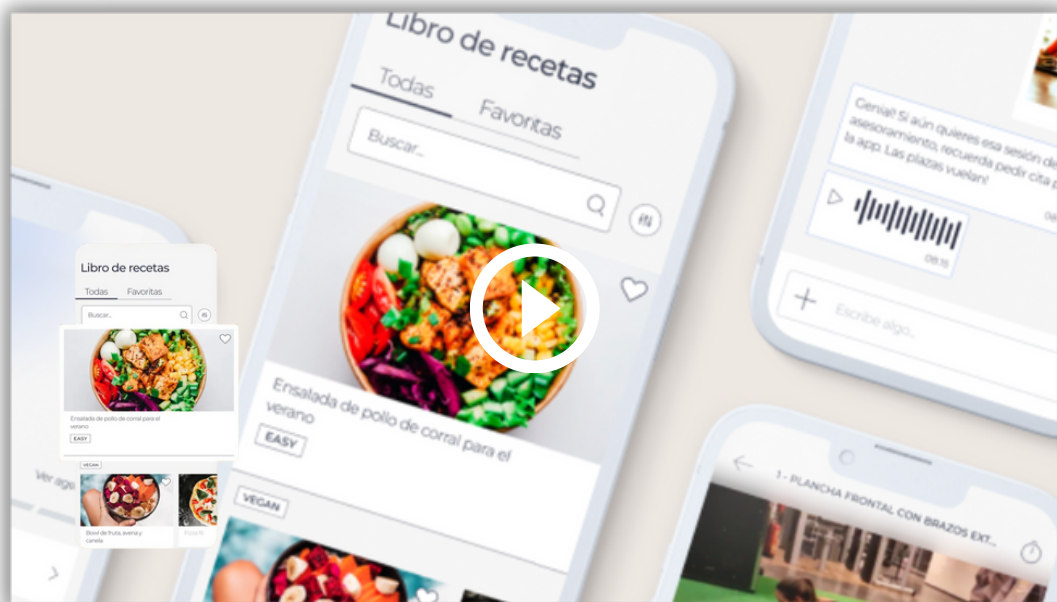 Libro de recetas
Todas Favoritas
Buscar...
Ensalada de pollo de corral para el
verano
EASY
VEGAN
Libro de recetas
Todas Favoritas
Buscar...
Ensalada de pollo de corral para el
verano
EASY
VEGAN
Bowl de fruta, avena y
canela
Ver
Genial! Si aún quieres esa sesión de
asesoramiento, recuerda pedir cita
la app. Las plazas vuelan!
08:15
Escribe algo...
1 - PLANCHA FRONTAL CON BRAZOS EXT...